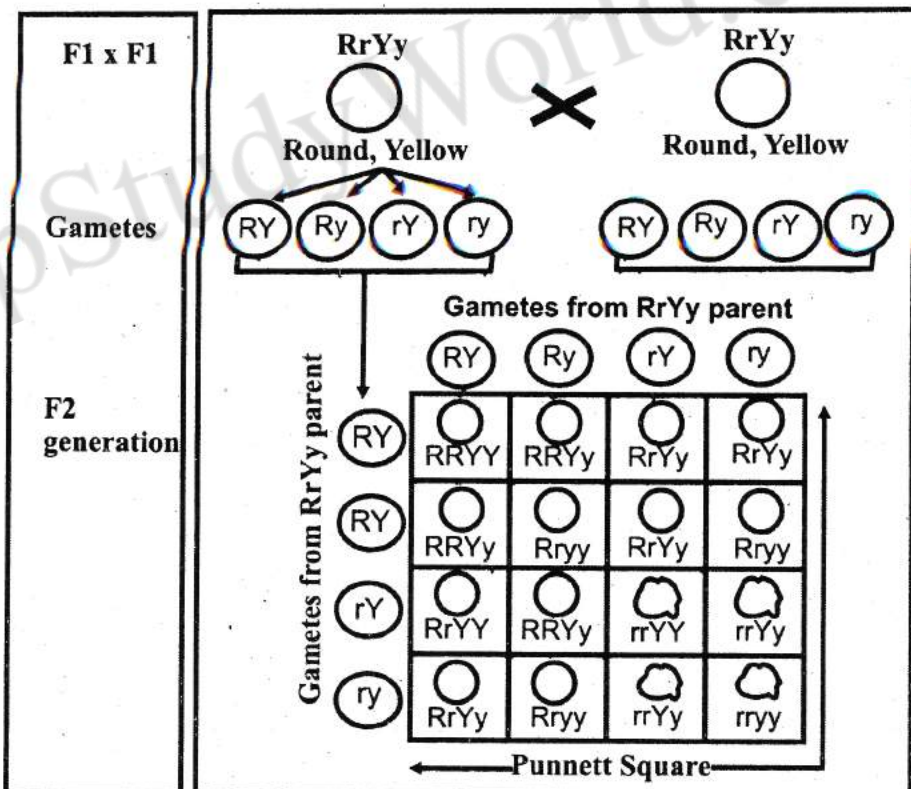 F1 x F1
RrYy
RrYy
Round, Yellow
Round, Yellow
Gametes
RY Ry rY ry
RY Ry rY ry
Gametes from RrYy parent
RY Ry rY ry
F2
generation
Gametes from RrYy parent
RY
RRYY RRYy RrYy RrYy
RY
RRYy Rryy RrYy Rryy
rY
RrYY RRYy rrYY rrYy
ry
RrYy Rryy rrYy rryy
Punnett Square
pStudyWorld.